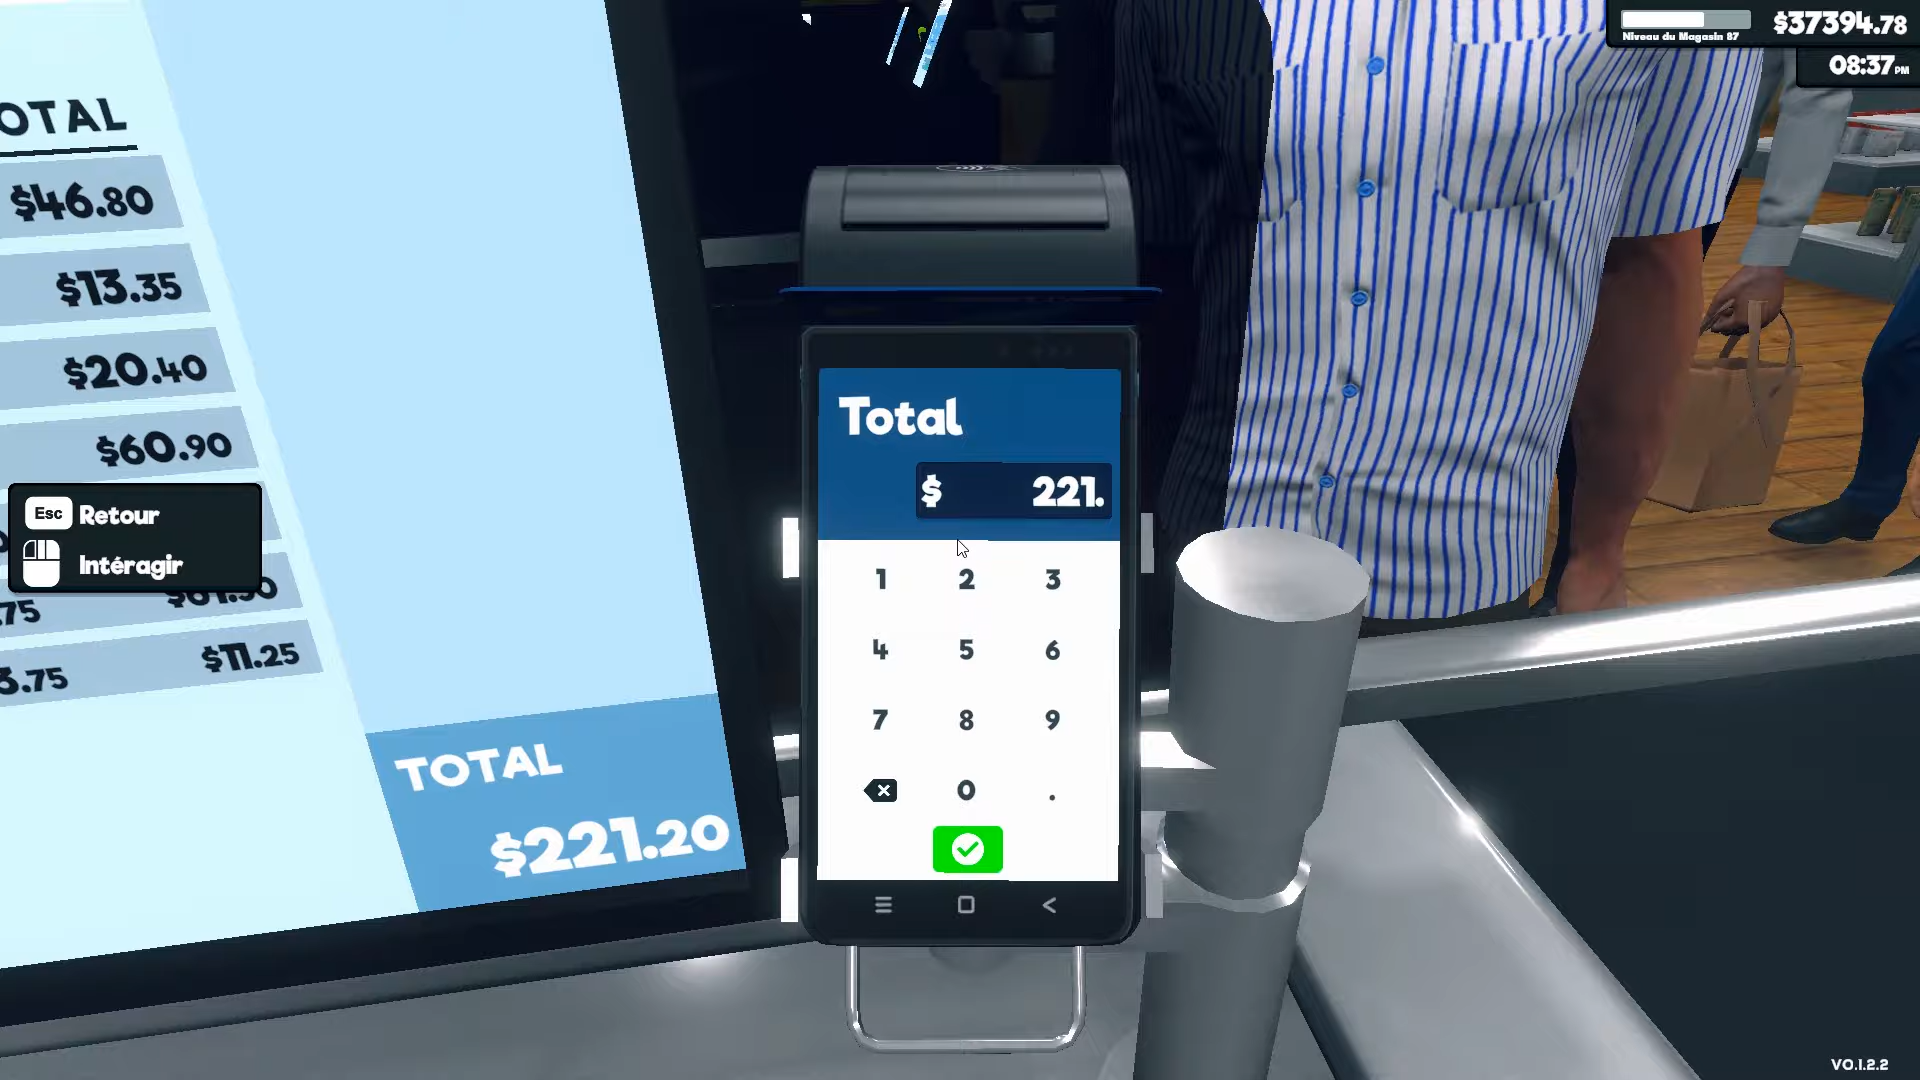 $37394.78
Niveau du Magasin 87
08:37PM
OTAL
$46.80
$13.35
$20.40
$60.90
Esc Retour
Intéragir
.75
3.75 $11.25
TOTAL
$221.20
Total
$ 221.
1 2 3
4 5 6
7 8 9
0 .
V0.1.2.2